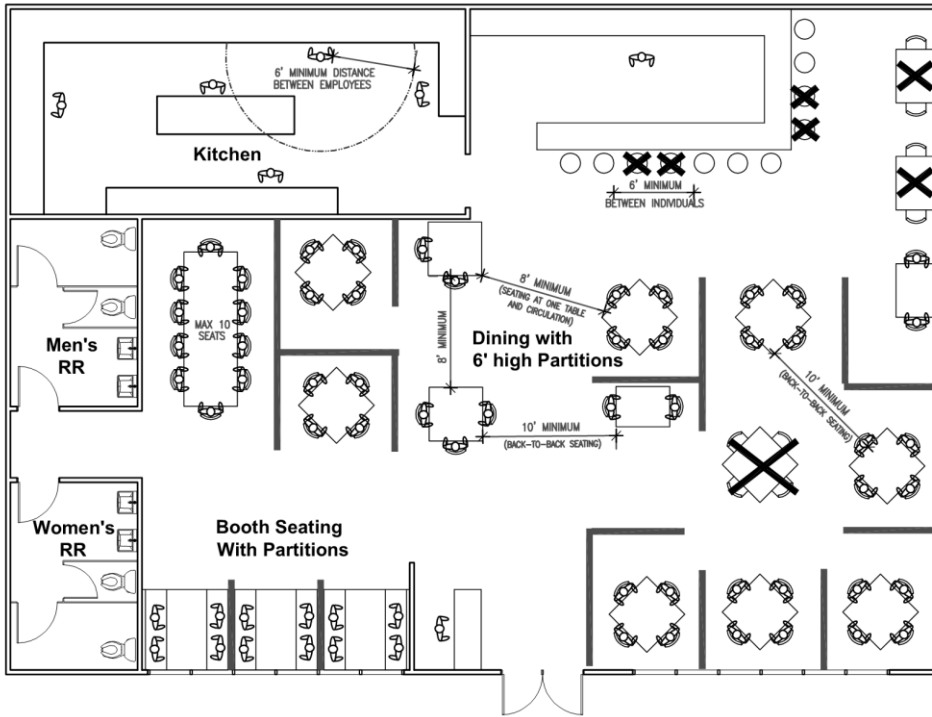 6' MINIMUM DISTANCE
BETWEEN EMPLOYEES
Kitchen
6' MINIMUM
BETWEEN INDIVIDUALS
MAX 10
SEATS
Men's
RR
8' MINIMUM
(SEATING AT ONE TABLE
AND CIRCULATION)
8' MINIMUM
Dining with
6' high Partitions
10' MINIMUM
(BACK-TO-BACK SEATING)
10' MINIMUM
(BACK-TO-BACK SEATING)
Women's
RR
Booth Seating
With Partitions